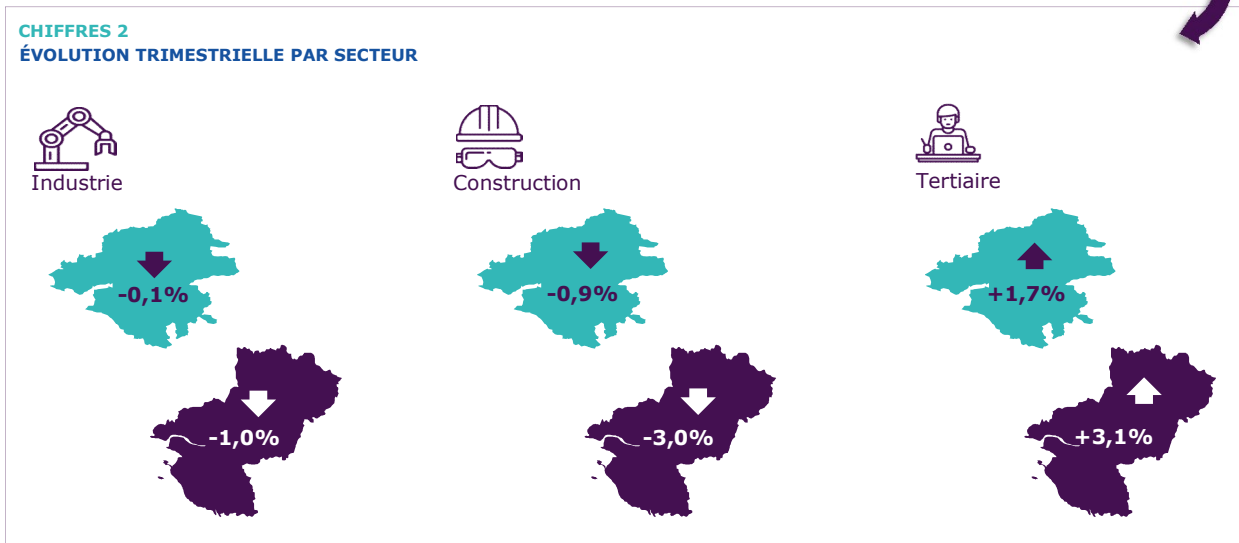 CHIFFRES 2
ÉVOLUTION TRIMESTRIELLE PAR SECTEUR
Industrie
Construction
Tertiaire
-0,1%
-0,9%
+1,7%
-1,0%
-3,0%
+3,1%